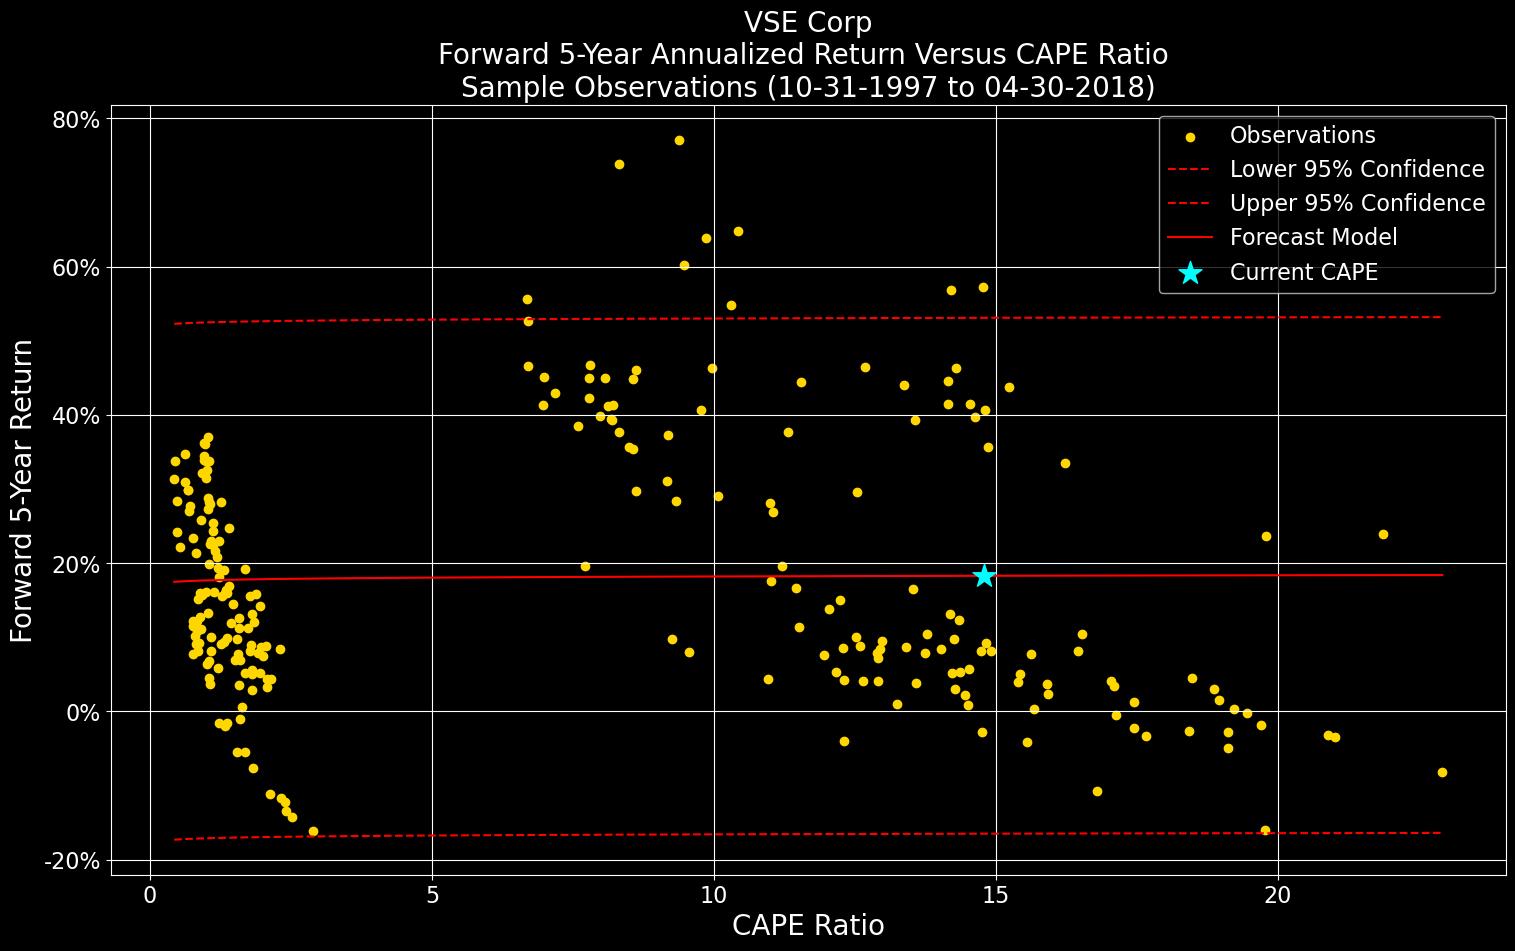 VSE Corp
Forward 5-Year Annualized Return Versus CAPE Ratio
Sample Observations (10-31-1997 to 04-30-2018)
Observations
Lower 95% Confidence
Upper 95% Confidence
Forecast Model
Current CAPE
Forward 5-Year Return
80%
60%
40%
20%
0%
-20%
0 5 10 15 20
CAPE Ratio